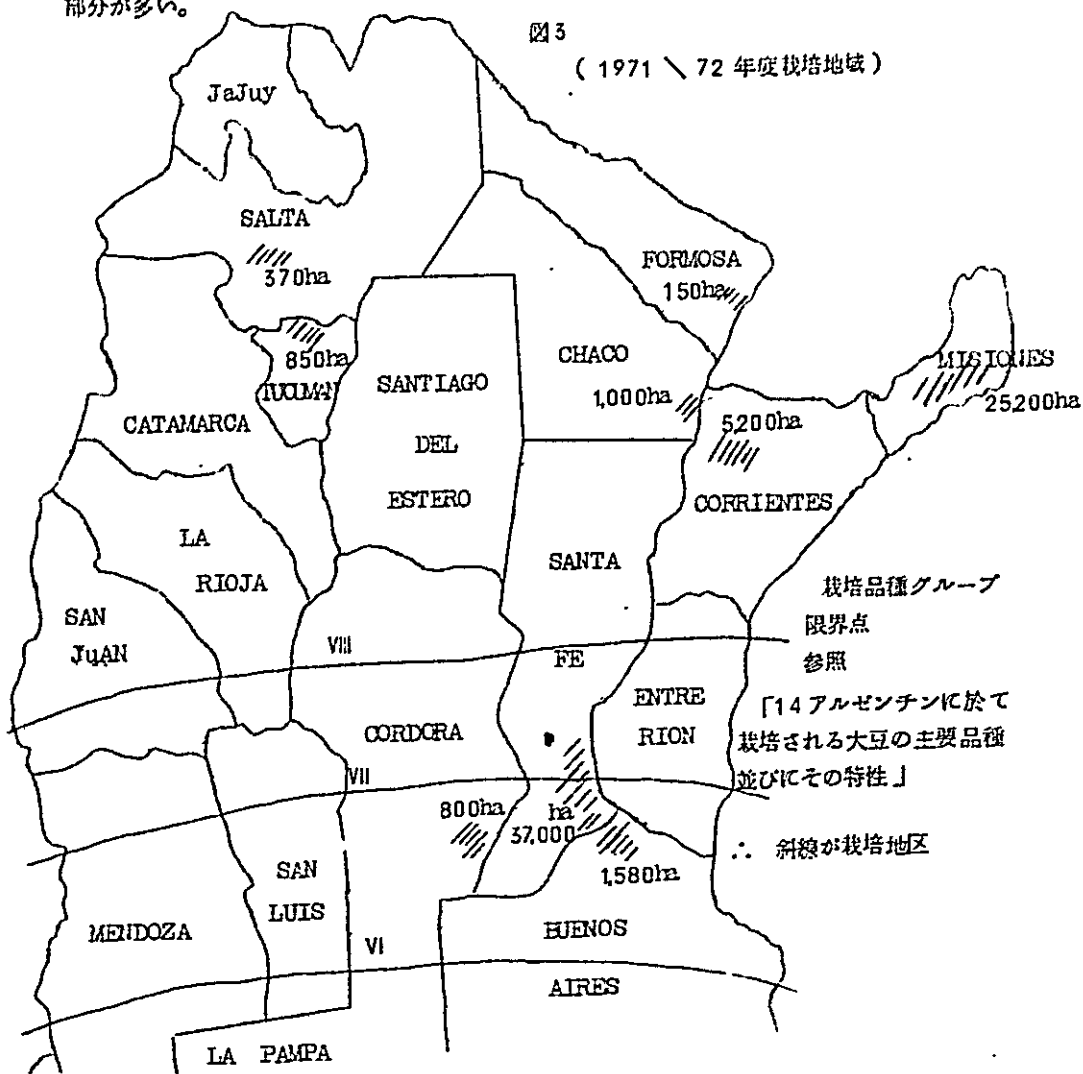 部分が多い。
図3
( 1971 \ 72 年度栽培地域 )
JaJuy
SALTA
370ha
FORMOSA
150ha
850ha
TUCUMAN
CHACO
MISIONES
SANTIAGO
1,000ha
25200ha
CATAMARCA
5,200ha
DEL
ESTERO
CORRIENTES
LA
RIOJA
SANTA
栽培品種グループ
限界点
参照
SAN
JuAN
VIII
FE
ENTRE
RION
「14 アルゼンチンに於て
栽培される大豆の主要品種
並びにその特性」
CORDORA
VII
800ha
ha
37,000
∴ 斜線が栽培地区
1,580ha
SAN
LUIS
MENDOZA
VI
BUENOS
AIRES
LA PAMPA